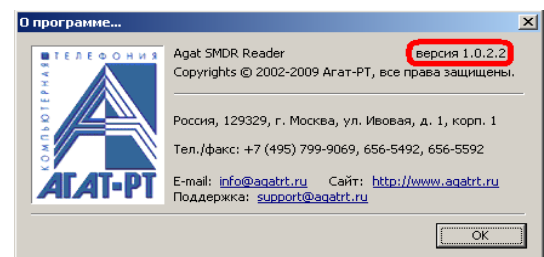 О программе...
ТЕЛЕФОНИЯ
КОМПЬЮТЕРНАЯ
АГАТ-РТ
Agat SMDR Reader версия 1.0.2.2
Copyrights © 2002-2009 Агат-РТ, все права защищены.
Россия, 129329, г. Москва, ул. Ивовая, д. 1, корп. 1
Тел./факс: +7 (495) 799-9069, 656-5492, 656-5592
E-mail: info@agatrt.ru Сайт: http://www.agatrt.ru
Поддержка: support@agatrt.ru
OK